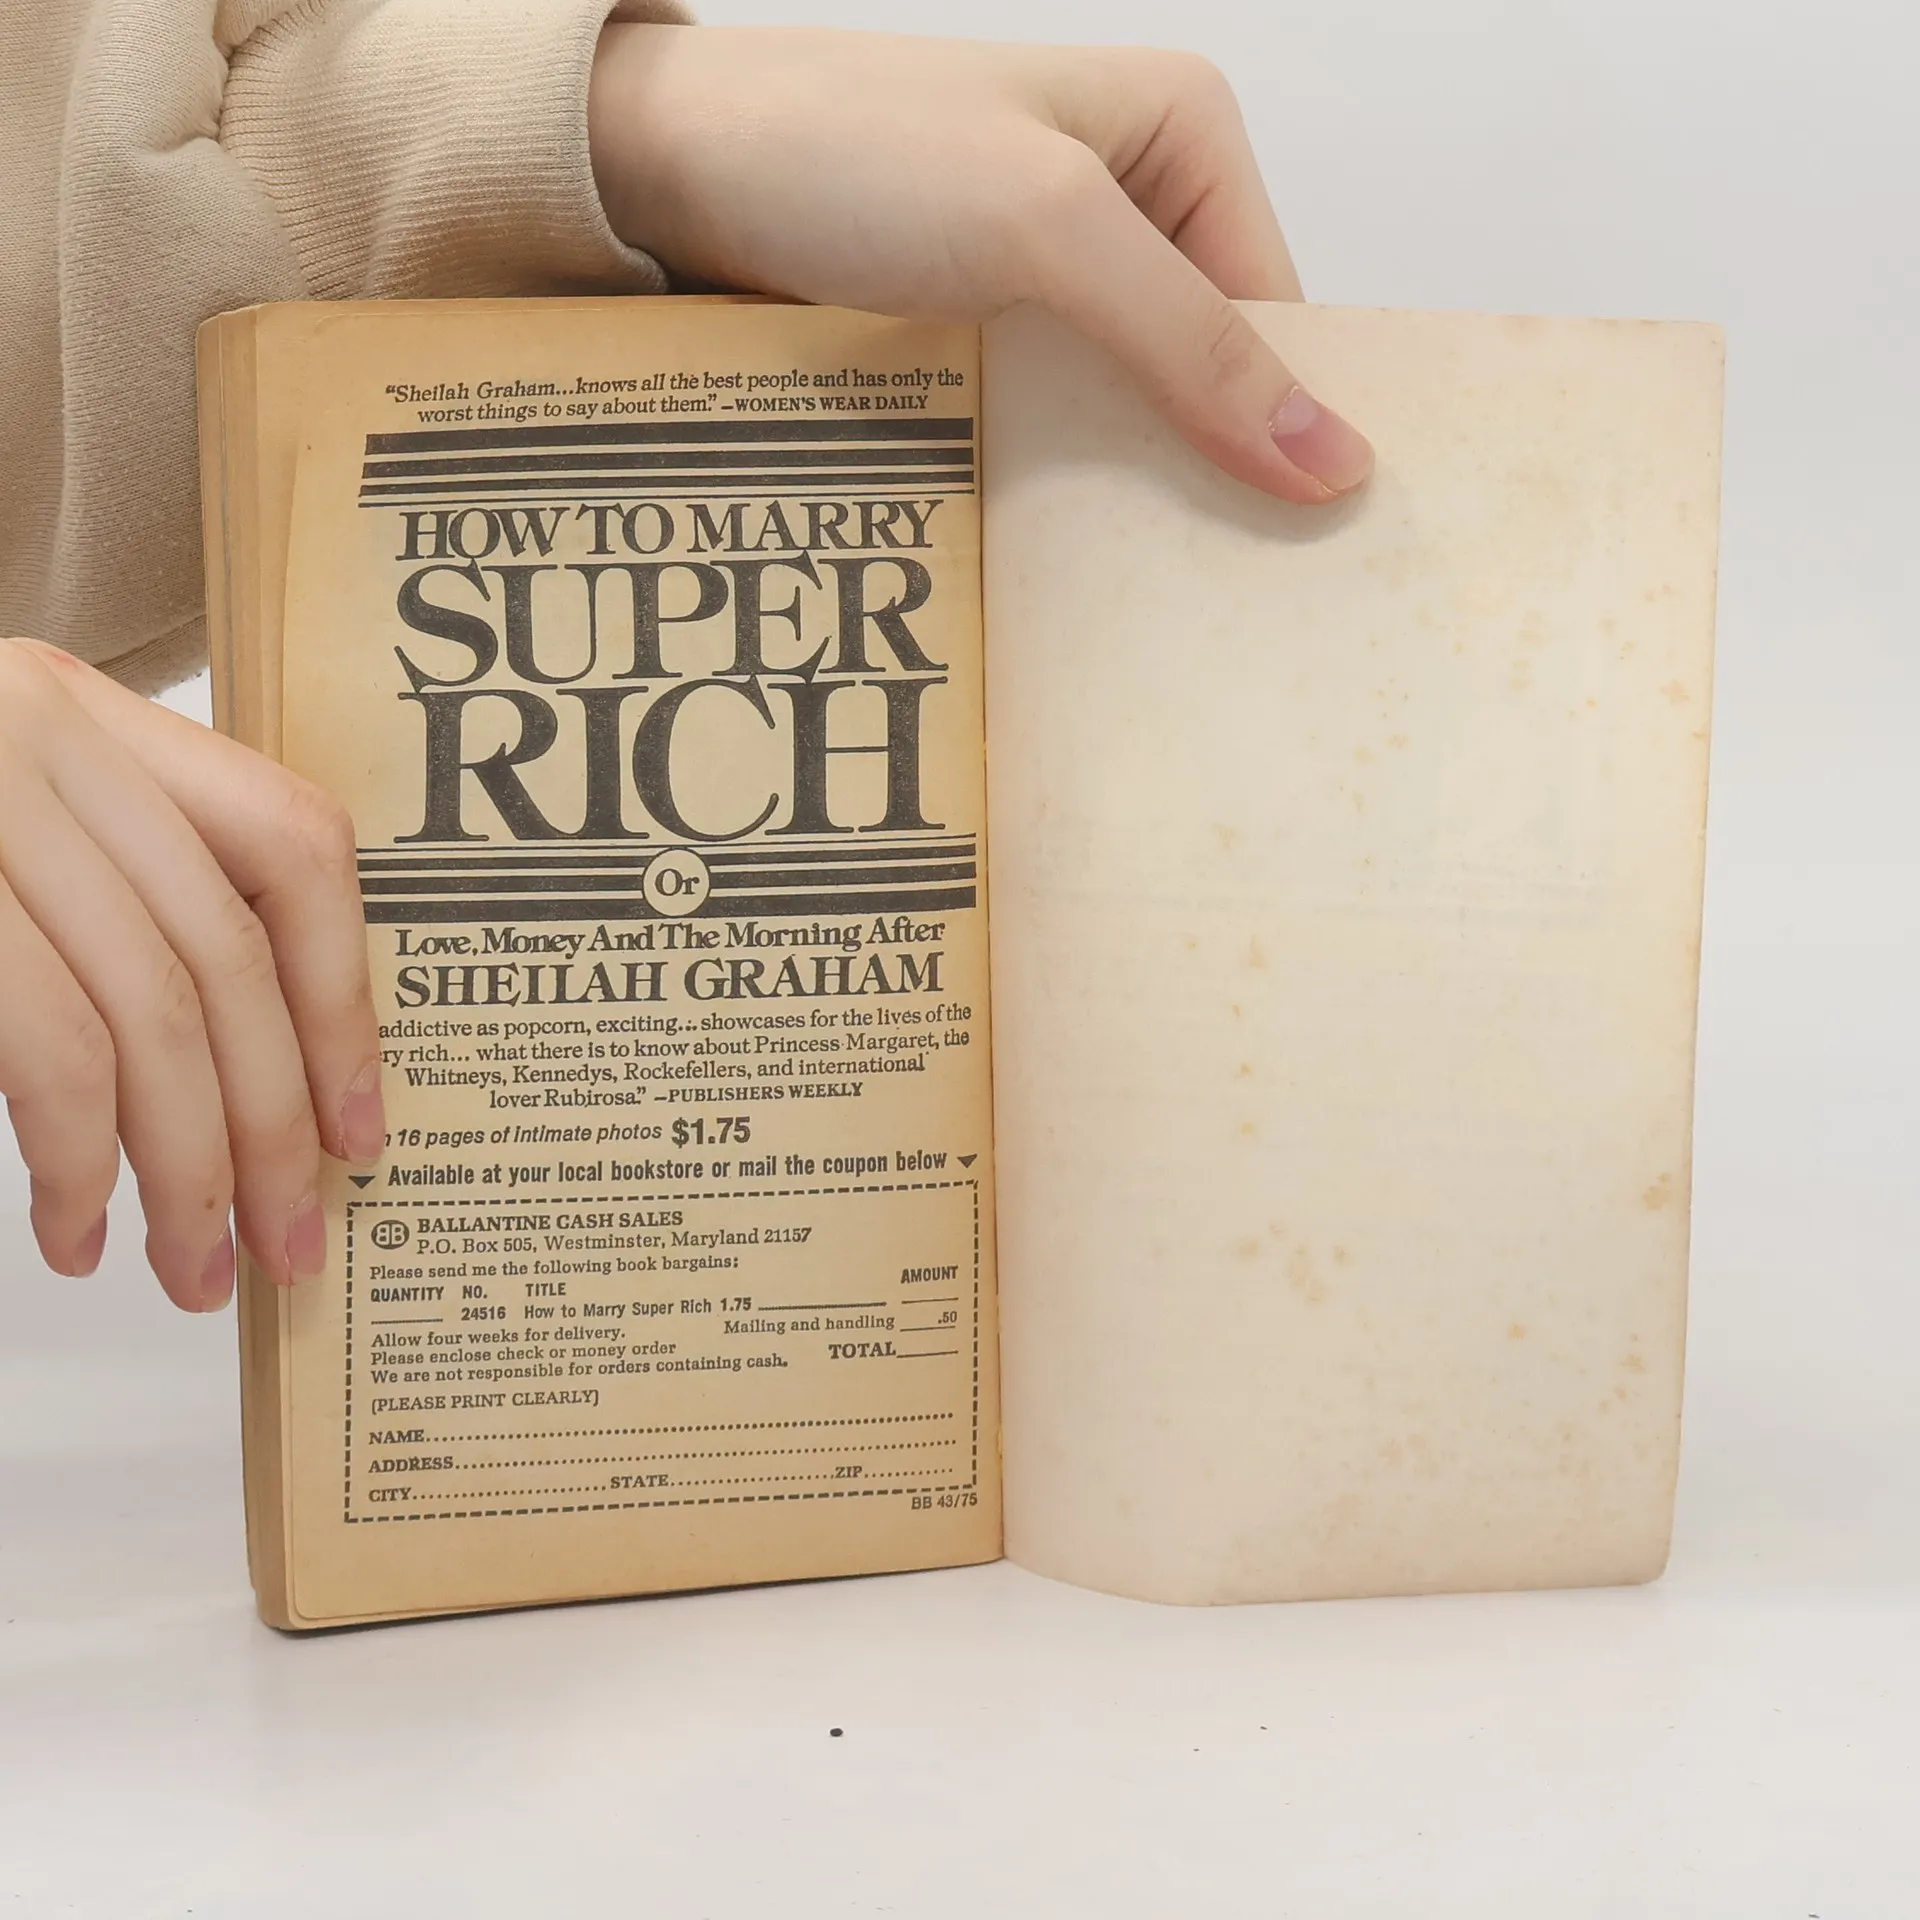 “Sheilah Graham...knows all the best people and has only the
worst things to say about them.” —WOMEN'S WEAR DAILY
HOW TO MARRY
SUPER
RICH
Or
Love, Money And The Morning After
SHEILAH GRAHAM
addictive as popcorn, exciting... showcases for the lives of the
rich... what there is to know about Princess Margaret, the
Whitneys, Kennedys, Rockefellers, and international
lover Rubirosa.” —PUBLISHERS WEEKLY
16 pages of intimate photos $1.75
Available at your local bookstore or mail the coupon below
BB BALLANTINE CASH SALES
P.O. Box 505, Westminster, Maryland 21157
Please send me the following book bargains:
QUANTITY NO. TITLE AMOUNT
24516 How to Marry Super Rich 1.75
Allow four weeks for delivery. Mailing and handling .50
Please enclose check or money order TOTAL
We are not responsible for orders containing cash.
(PLEASE PRINT CLEARLY)
NAME
ADDRESS
CITY STATE ZIP
BB 43/75